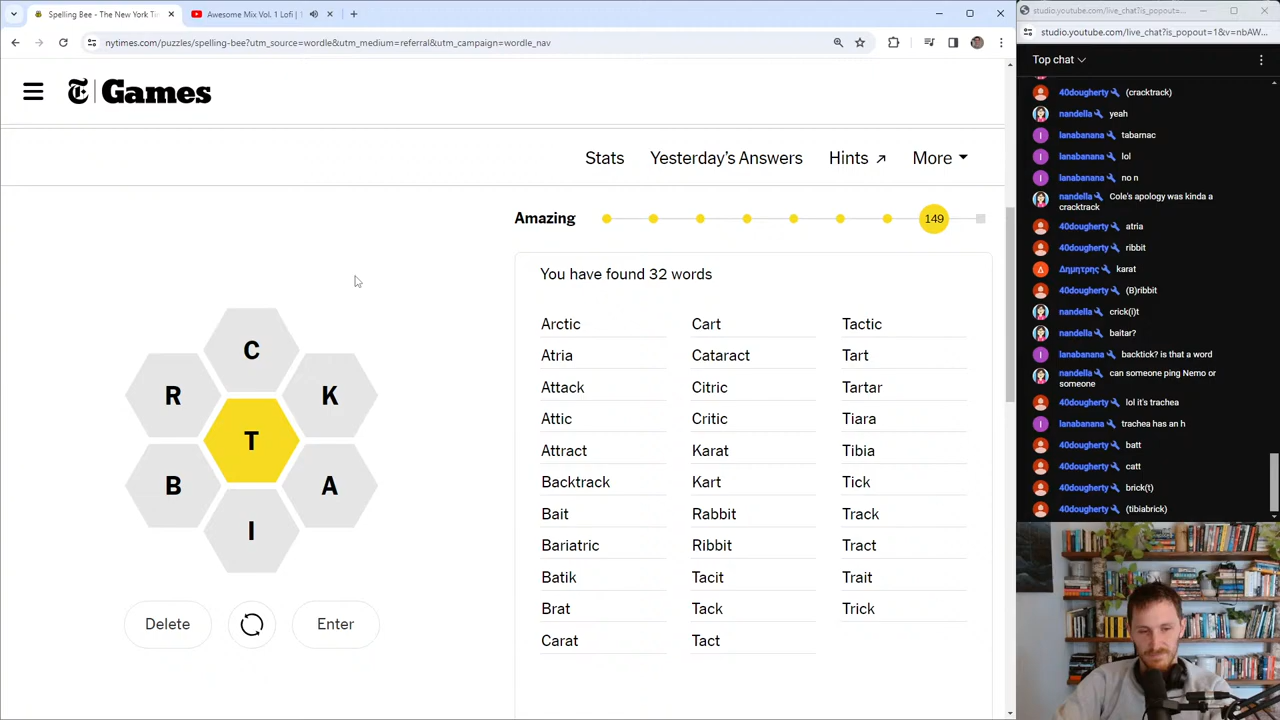 Spelling Bee - The New York Ti
Awesome Mix Vol. 1 Lofi |
studio.youtube.com/live_chat?is_popout=...
nytimes.com/puzzles/spelling-bee?utm_source=wordle&utm_medium=referral&utm_campaign=wordle_nav
studio.youtube.com/live_chat?is_popout=1&v=nbAW...
T Games
Stats Yesterday's Answers Hints ↗ More
Amazing 149
You have found 32 words
Arctic Cart Tactic
Atria Cataract Tart
Attack Citric Tartar
Attic Critic Tiara
Attract Karat Tibia
Backtrack Kart Tick
Bait Rabbit Track
Bariatric Ribbit Tract
Batik Tacit Trait
Brat Tack Trick
Carat Tact
C
R K
T
B A
I
Delete Enter
Top chat
40dougherty (cracktrack)
nandella yeah
lanabanana tabarnac
lanabanana lol
lanabanana no n
nandella Cole's apology was kinda a
cracktrack
40dougherty atria
40dougherty ribbit
Δ Δημητρης karat
40dougherty (B)ribbit
nandella crick(i)t
nandella baitar?
lanabanana backtick? is that a word
nandella can someone ping Nemo or
someone
40dougherty lol it's trachea
lanabanana trachea has an h
40dougherty batt
40dougherty catt
40dougherty brick(t)
40dougherty (tibiabrick)